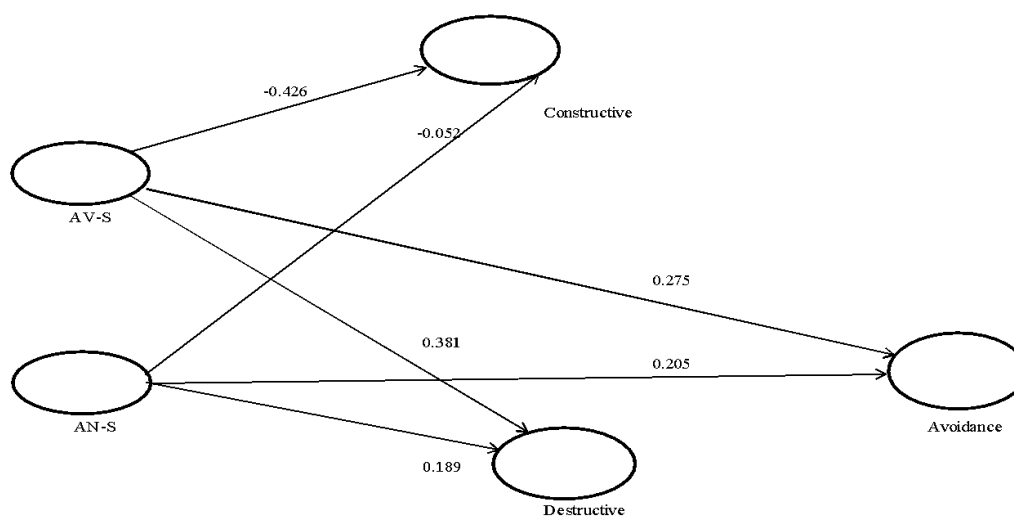 -0.426
Constructive
-0.052
AV-S
0.275
0.381
0.205
AN-S
Avoidance
0.189
Destructive